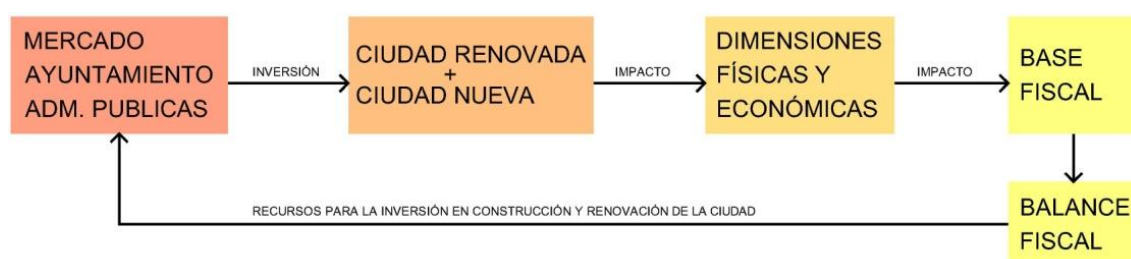 MERCADO
AYUNTAMIENTO
ADM. PUBLICAS
INVERSIÓN
CIUDAD RENOVADA
+
CIUDAD NUEVA
IMPACTO
DIMENSIONES
FÍSICAS Y
ECONÓMICAS
IMPACTO
BASE
FISCAL
BALANCE
FISCAL
RECURSOS PARA LA INVERSIÓN EN CONSTRUCCIÓN Y RENOVACIÓN DE LA CIUDAD